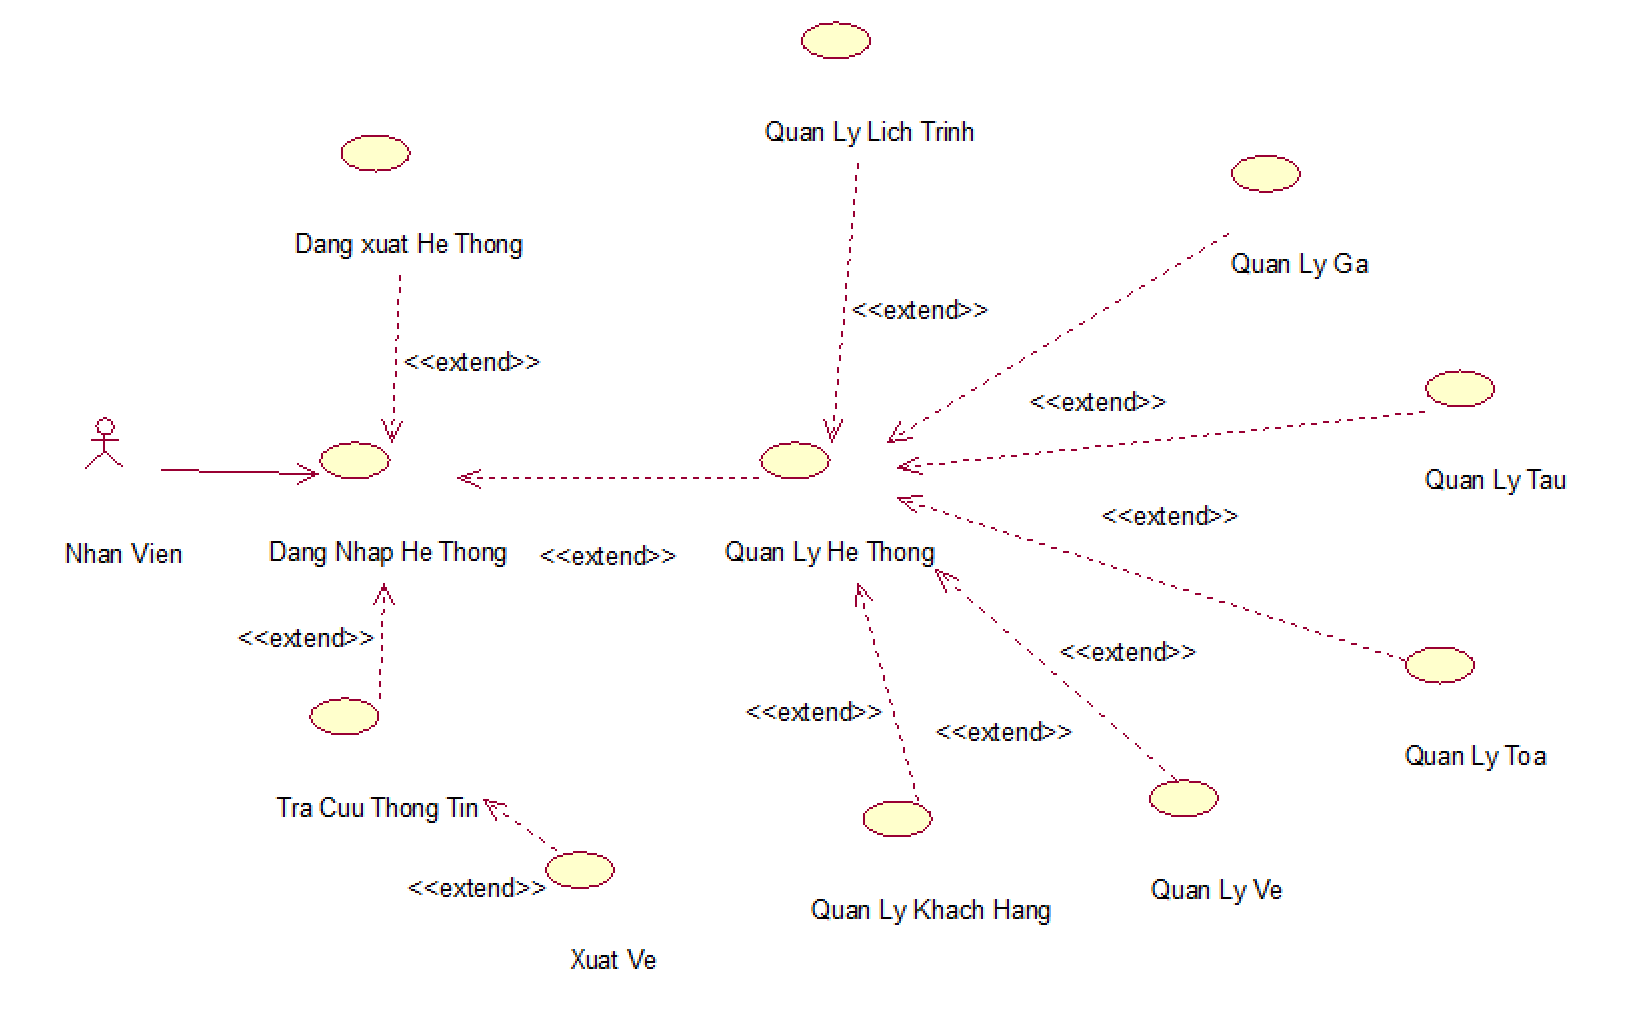 Quan Ly Lich Trinh
Dang xuat He Thong
Quan Ly Ga
<<extend>>
<<extend>>
<<extend>>
Quan Ly Tau
<<extend>>
Nhan Vien
Dang Nhap He Thong
<<extend>>
Quan Ly He Thong
<<extend>>
<<extend>>
<<extend>>
<<extend>>
Quan Ly Toa
Tra Cuu Thong Tin
<<extend>>
Quan Ly Ve
Quan Ly Khach Hang
Xuat Ve